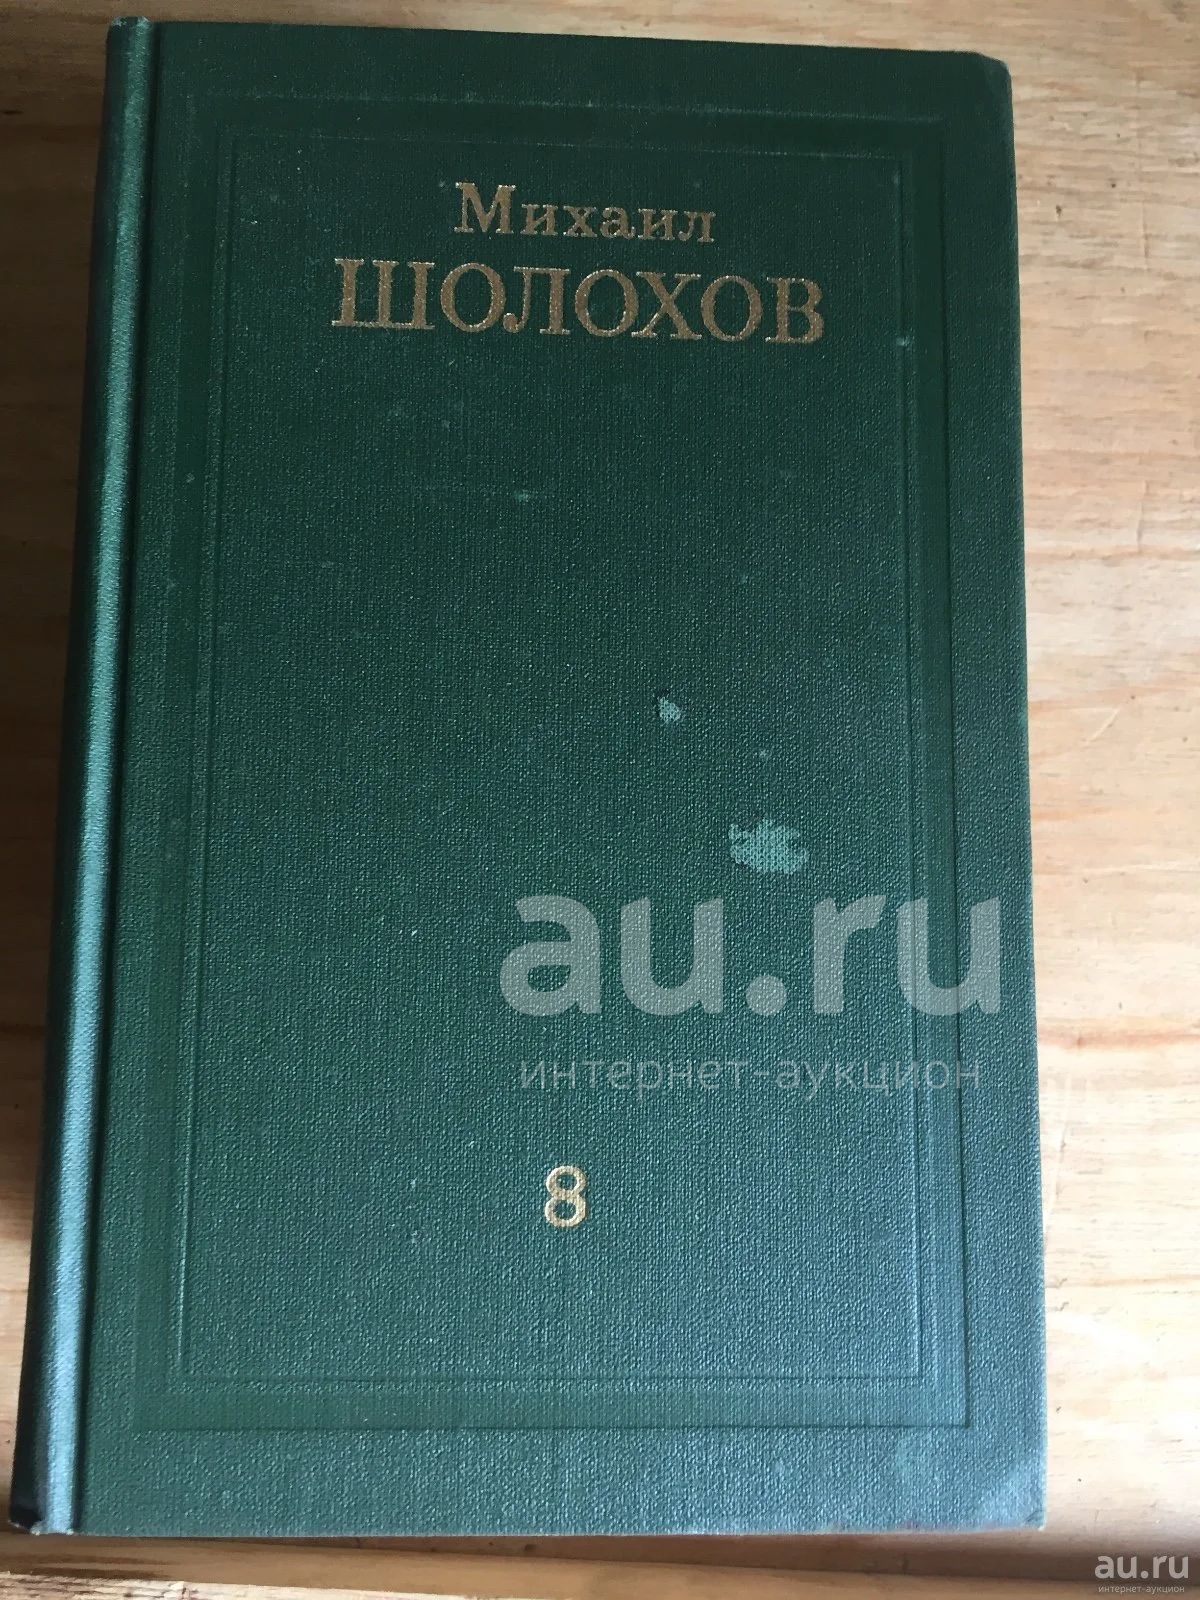 Михаил
ШОЛОХОВ
au.ru
интернет-аукцион
8
au.ru
интернет-аукцион